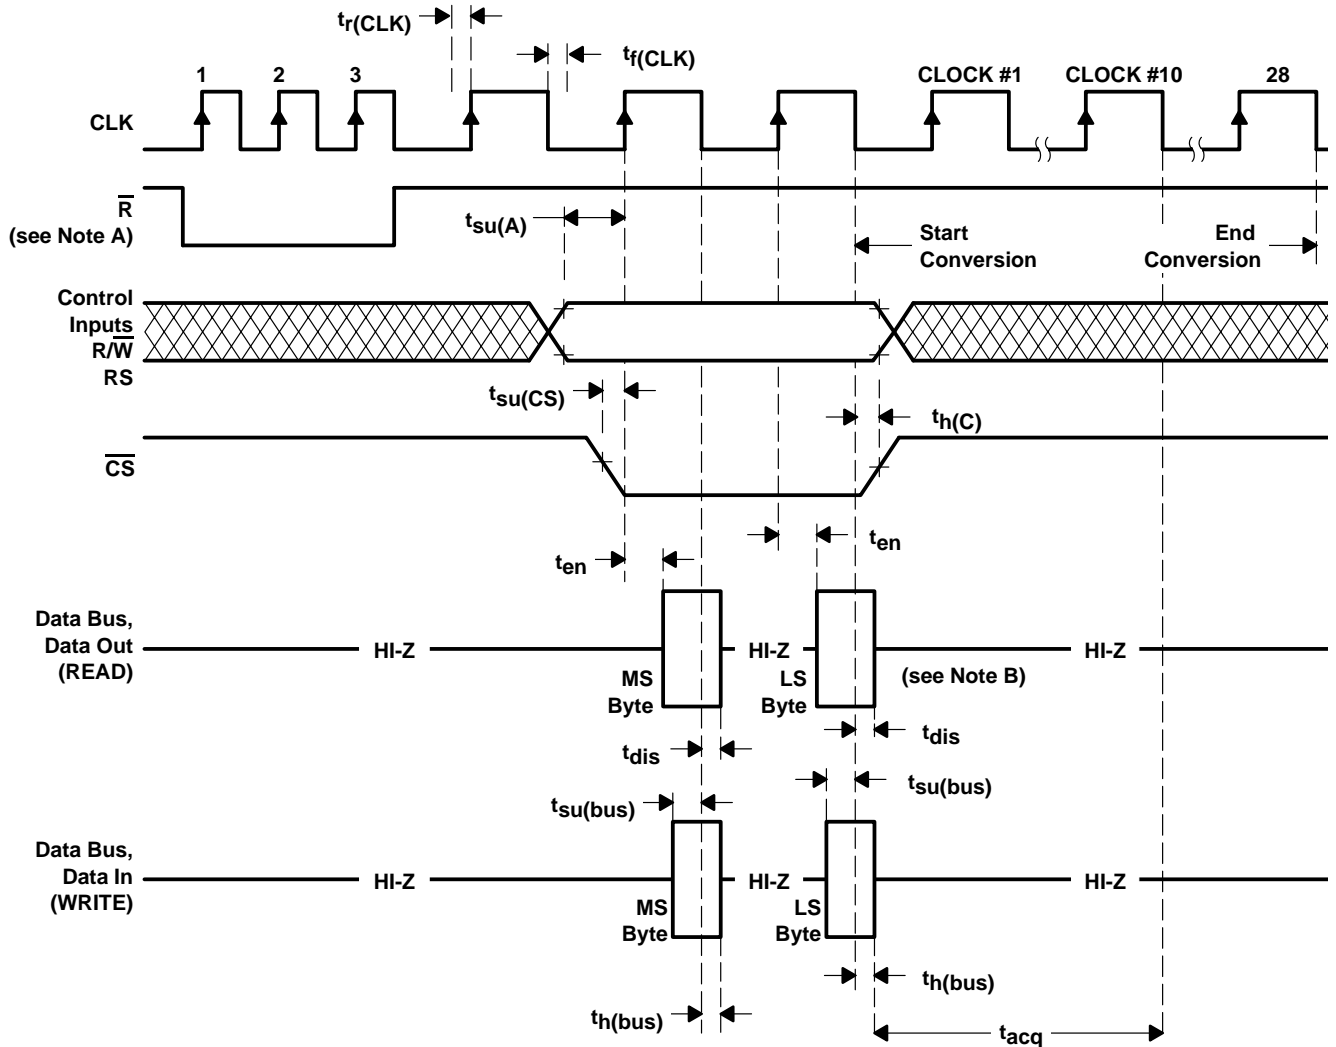 tr(CLK)
tf(CLK)
1
2
3
CLOCK #1
CLOCK #10
28
CLK
R
(see Note A)
tsu(A)
Start
Conversion
End
Conversion
Control
Inputs
R/W
RS
tsu(CS)
th(C)
CS
ten
ten
Data Bus,
Data Out
(READ)
HI-Z
HI-Z
HI-Z
MS
Byte
LS
Byte
(see Note B)
tdis
tdis
tsu(bus)
tsu(bus)
Data Bus,
Data In
(WRITE)
HI-Z
HI-Z
HI-Z
MS
Byte
LS
Byte
th(bus)
th(bus)
tacq